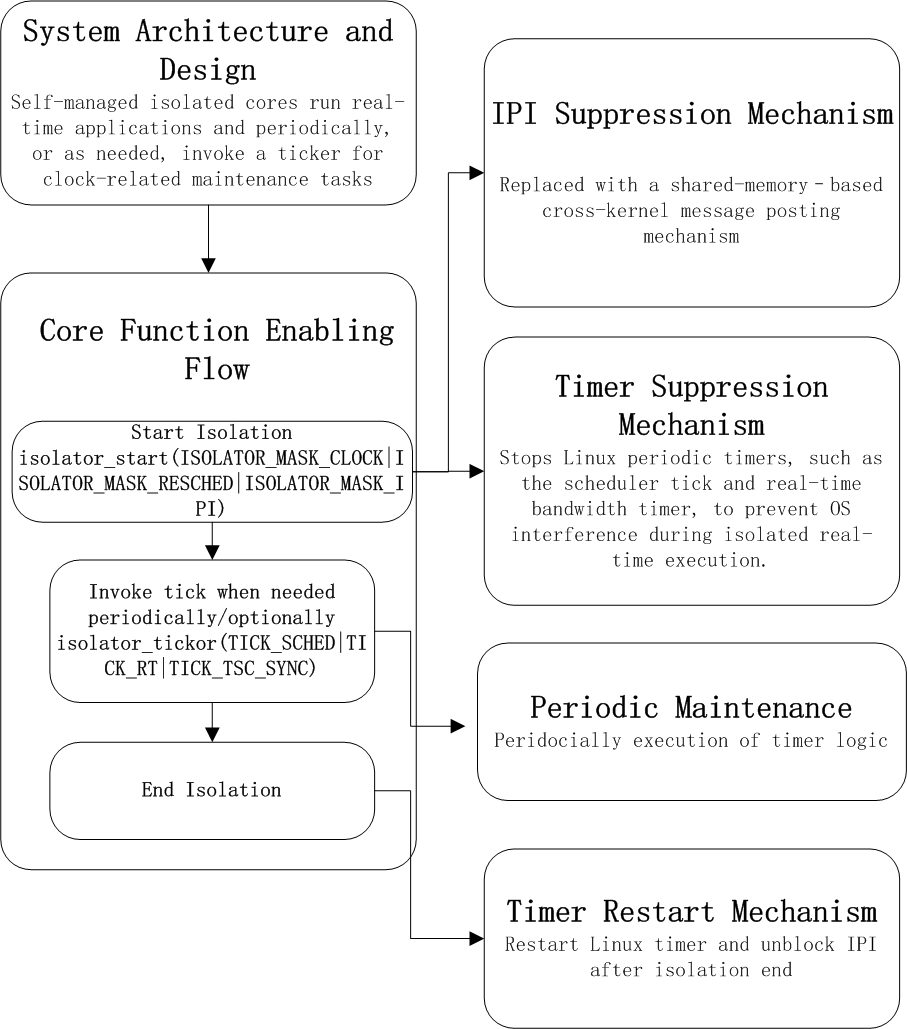 System Architecture and
Design
Self-managed isolated cores run real-
time applications and periodically,
or as needed, invoke a ticker for
clock-related maintenance tasks
Core Function Enabling
Flow
Start Isolation
isolator_start(ISOLATOR_MASK_CLOCK|I
SOLATOR_MASK_RESCHED|ISOLATOR_MASK_I
PI)
Invoke tick when needed
periodically/optionally
isolator_tickor(TICK_SCHED|TI
CK_RT|TICK_TSC_SYNC)
End Isolation
IPI Suppression Mechanism
Replaced with a shared-memory–based
cross-kernel message posting
mechanism
Timer Suppression
Mechanism
Stops Linux periodic timers, such as
the scheduler tick and real-time
bandwidth timer, to prevent OS
interference during isolated real-
time execution.
Periodic Maintenance
Peridocially execution of timer logic
Timer Restart Mechanism
Restart Linux timer and unblock IPI
after isolation end